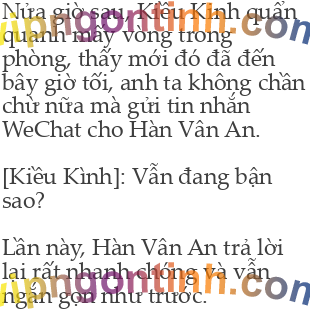 Nửa giờ sau, Kiều Kình quẩn
quanh mấy vòng trong
phòng, thấy mới đó đã đến
bây giờ tối, anh ta không chần
chừ nữa mà gửi tin nhắn
WeChat cho Hàn Vân An.
[Kiều Kình]: Vẫn đang bận
sao?
Lần này, Hàn Vân An trả lời
lại rất nhanh chóng và vẫn
ngắn gọn như trước.